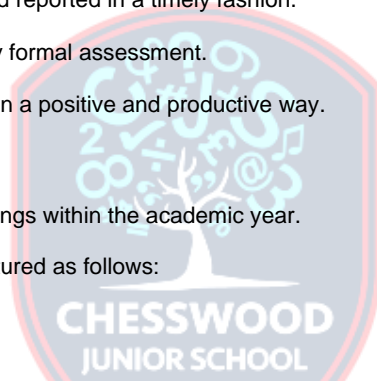 d reported in a timely fashion.
y formal assessment.
n a positive and productive way.
ngs within the academic year.
tured as follows:
CHESSWOOD
JUNIOR SCHOOL